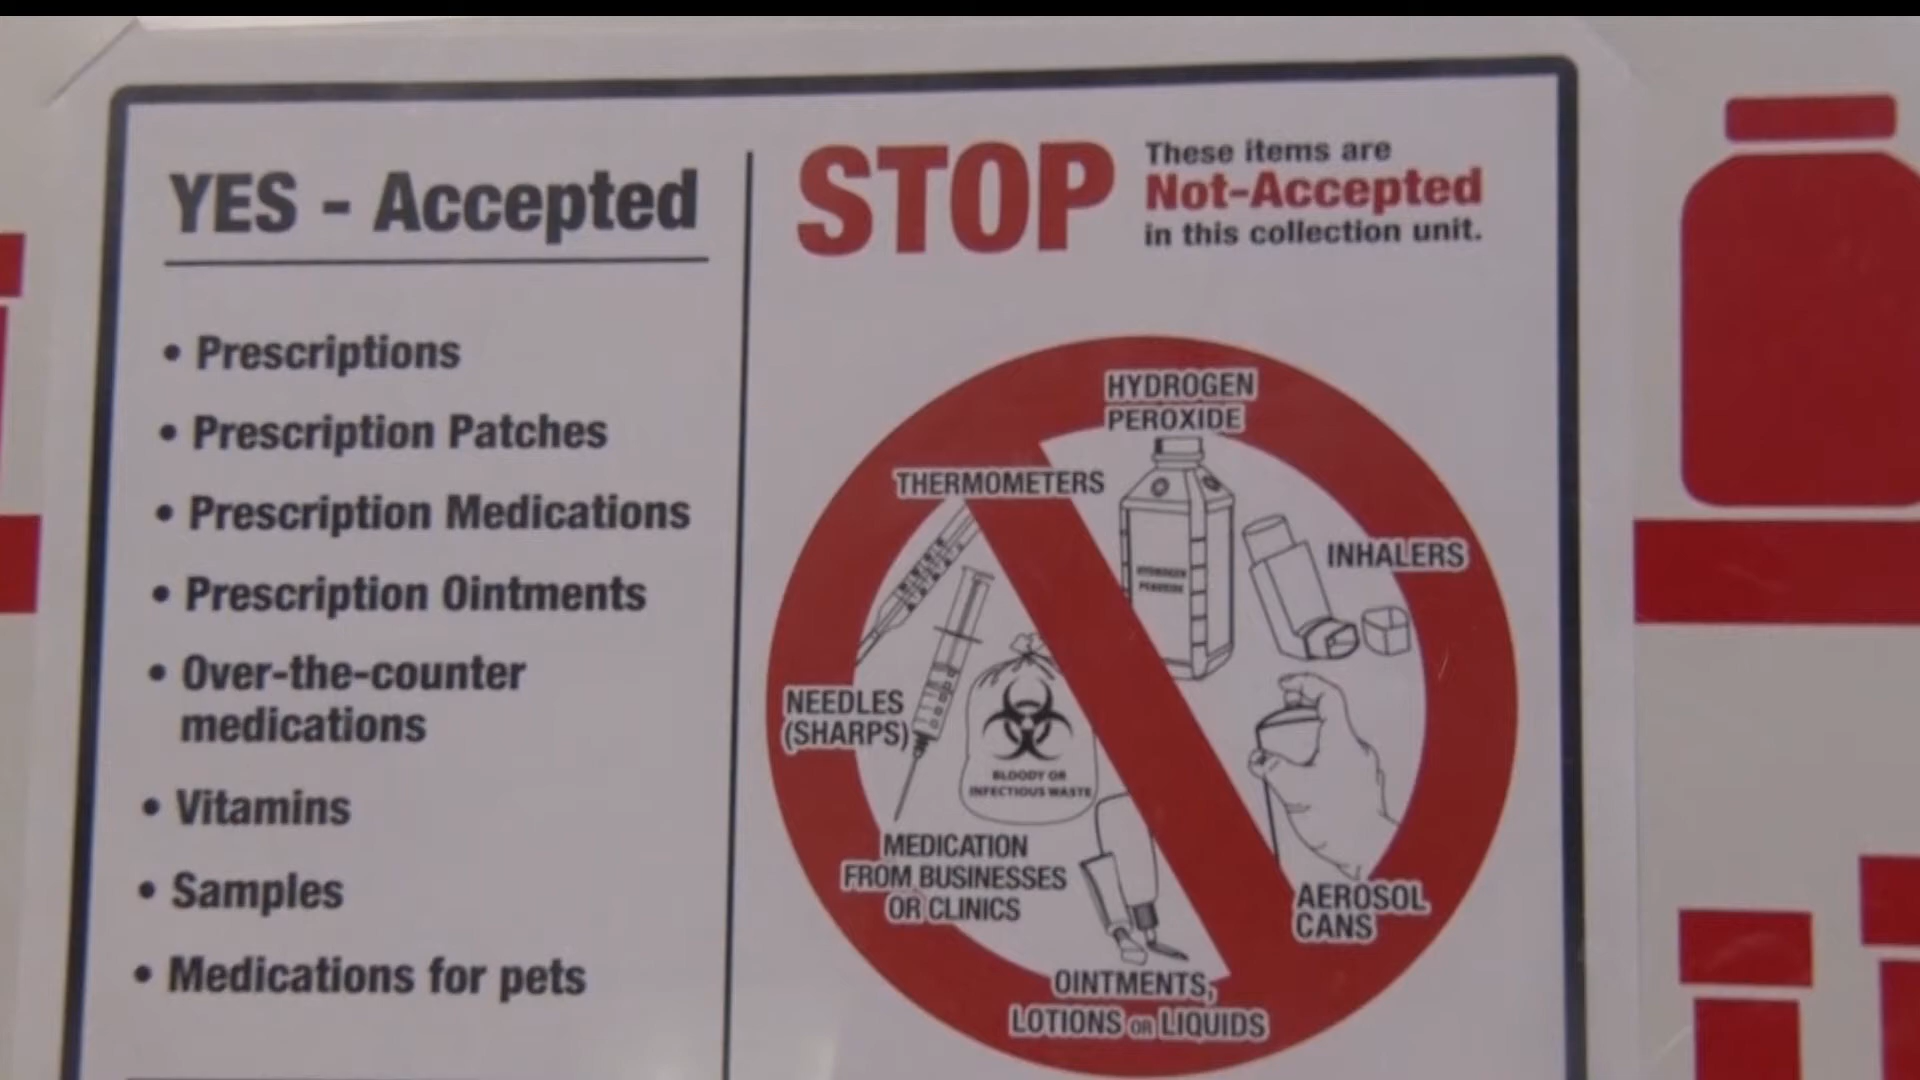 YES - Accepted
• Prescriptions
• Prescription Patches
• Prescription Medications
• Prescription Ointments
• Over-the-counter
medications
• Vitamins
• Samples
• Medications for pets
STOP
These items are
Not-Accepted
in this collection unit.
HYDROGEN
PEROXIDE
THERMOMETERS
HYDROGEN
PEROXIDE
INHALERS
NEEDLES
(SHARPS)
BLOODY OR
INFECTIOUS WASTE
MEDICATION
FROM BUSINESSES
OR CLINICS
AEROSOL
CANS
OINTMENTS,
LOTIONS OR LIQUIDS